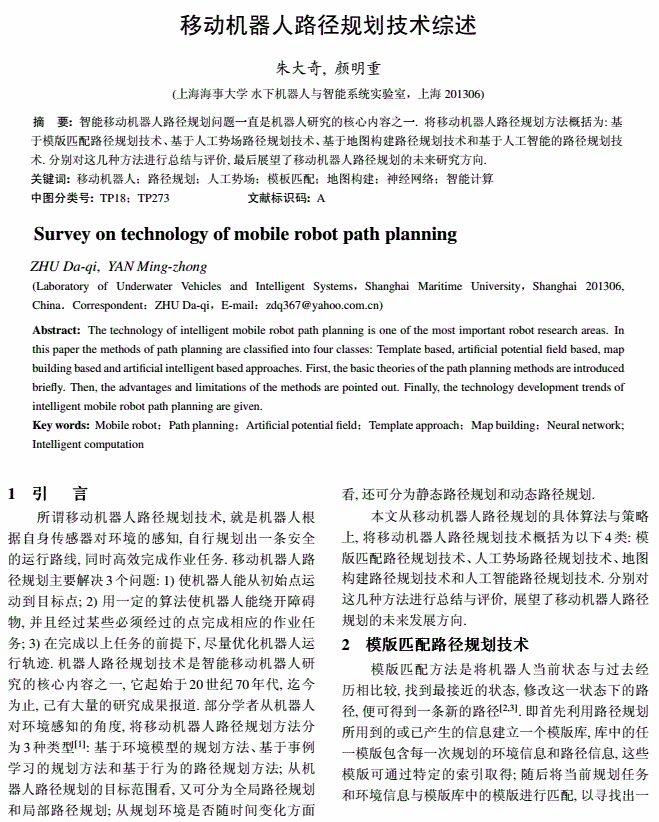 移动机器人路径规划技术综述
朱大奇, 颜明重
(上海海事大学 水下机器人与智能系统实验室，上海 201306)
摘 要: 智能移动机器人路径规划问题一直是机器人研究的核心内容之一. 将移动机器人路径规划方法概括为: 基
于模版匹配路径规划技术、基于人工势场路径规划技术、基于地图构建路径规划技术和基于人工智能的路径规划技
术. 分别对这几种方法进行总结与评价, 最后展望了移动机器人路径规划的未来研究方向.
关键词: 移动机器人；路径规划；人工势场；模板匹配；地图构建；神经网络；智能计算
中图分类号: TP18；TP273 文献标识码: A
Survey on technology of mobile robot path planning
ZHU Da-qi, YAN Ming-zhong
(Laboratory of Underwater Vehicles and Intelligent Systems，Shanghai Maritime University，Shanghai 201306,
China．Correspondent：ZHU Da-qi，E-mail：zdq367@yahoo.com.cn)
Abstract: The technology of intelligent mobile robot path planning is one of the most important robot research areas. In
this paper the methods of path planning are classified into four classes: Template based, artificial potential field based, map
building based and artificial intelligent based approaches. First, the basic theories of the path planning methods are introduced
briefly. Then, the advantages and limitations of the methods are pointed out. Finally, the technology development trends of
intelligent mobile robot path planning are given.
Key words: Mobile robot；Path planning；Artificial potential field；Template approach；Map building；Neural network;
Intelligent computation
1 引 言
所谓移动机器人路径规划技术, 就是机器人根
据自身传感器对环境的感知, 自行规划出一条安全
的运行路线, 同时高效完成作业任务. 移动机器人路
径规划主要解决 3 个问题: 1) 使机器人能从初始点运
动到目标点; 2) 用一定的算法使机器人能绕开障碍
物, 并且经过某些必须经过的点完成相应的作业任
务; 3) 在完成以上任务的前提下, 尽量优化机器人运
行轨迹. 机器人路径规划技术是智能移动机器人研
究的核心内容之一, 它起始于 20 世纪 70 年代, 迄今
为止, 己有大量的研究成果报道. 部分学者从机器人
对环境感知的角度, 将移动机器人路径规划方法分
为 3 种类型[1]: 基于环境模型的规划方法、基于事例
学习的规划方法和基于行为的路径规划方法; 从机
器人路径规划的目标范围看, 又可分为全局路径规划
和局部路径规划; 从规划环境是否随时间变化方面
看, 还可分为静态路径规划和动态路径规划.
本文从移动机器人路径规划的具体算法与策略
上, 将移动机器人路径规划技术概括为以下 4 类: 模
版匹配路径规划技术、人工势场路径规划技术、地图
构建路径规划技术和人工智能路径规划技术. 分别对
这几种方法进行总结与评价, 展望了移动机器人路径
规划的未来发展方向.
2 模版匹配路径规划技术
模版匹配方法是将机器人当前状态与过去经
历相比较, 找到最接近的状态, 修改这一状态下的路
径, 便可得到一条新的路径[2,3]. 即首先利用路径规划
所用到的或已产生的信息建立一个模版库, 库中的任
一模版包含每一次规划的环境信息和路径信息, 这些
模版可通过特定的索引取得; 随后将当前规划任务
和环境信息与模版库中的模版进行匹配, 以寻找出一